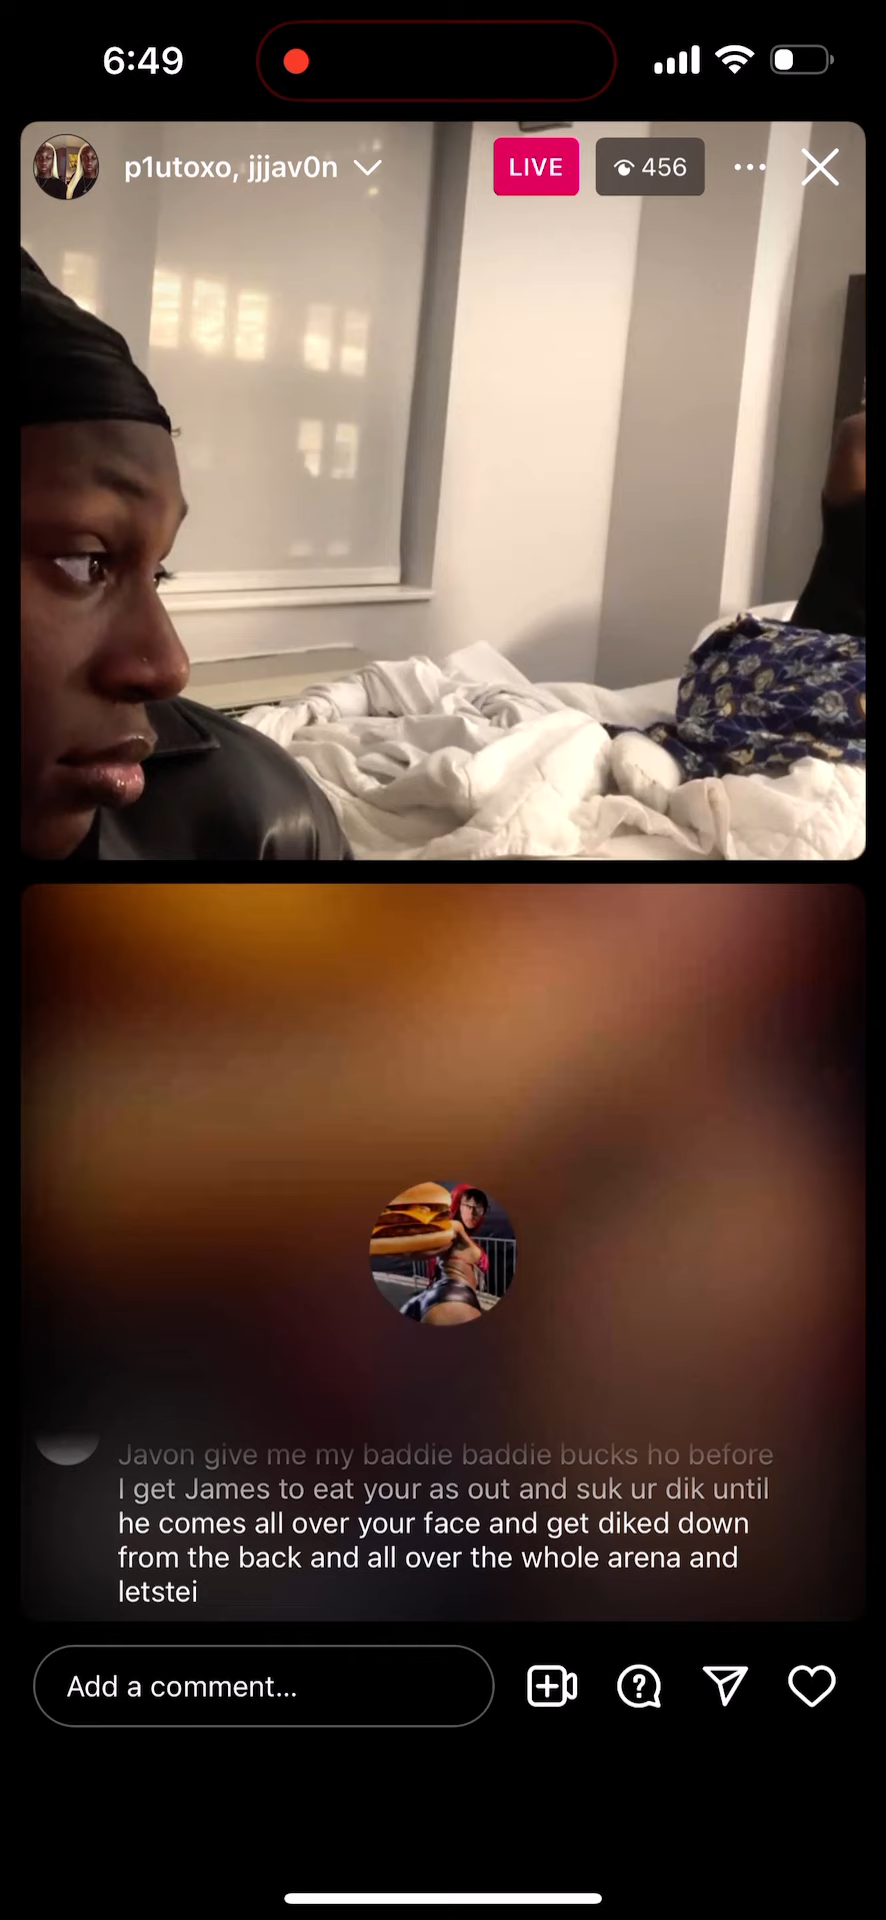 6:49
p1utoxo, jjjav0n
LIVE
456
Javon give me my baddie baddie bucks ho before
I get James to eat your as out and suk ur dik until
he comes all over your face and get diked down
from the back and all over the whole arena and
letstei
Add a comment...